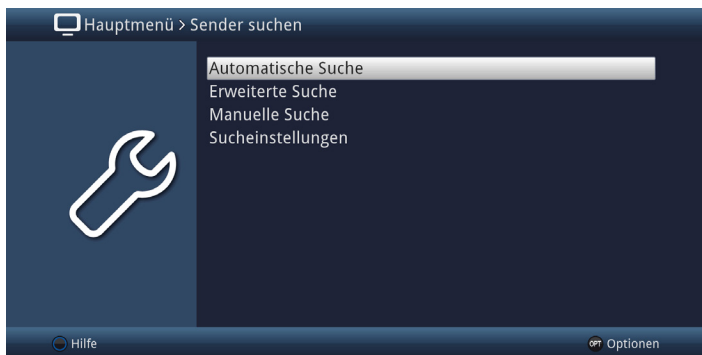 Hauptmenü > Sender suchen
Automatische Suche
Erweiterte Suche
Manuelle Suche
Sucheinstellungen
Hilfe
OPT Optionen